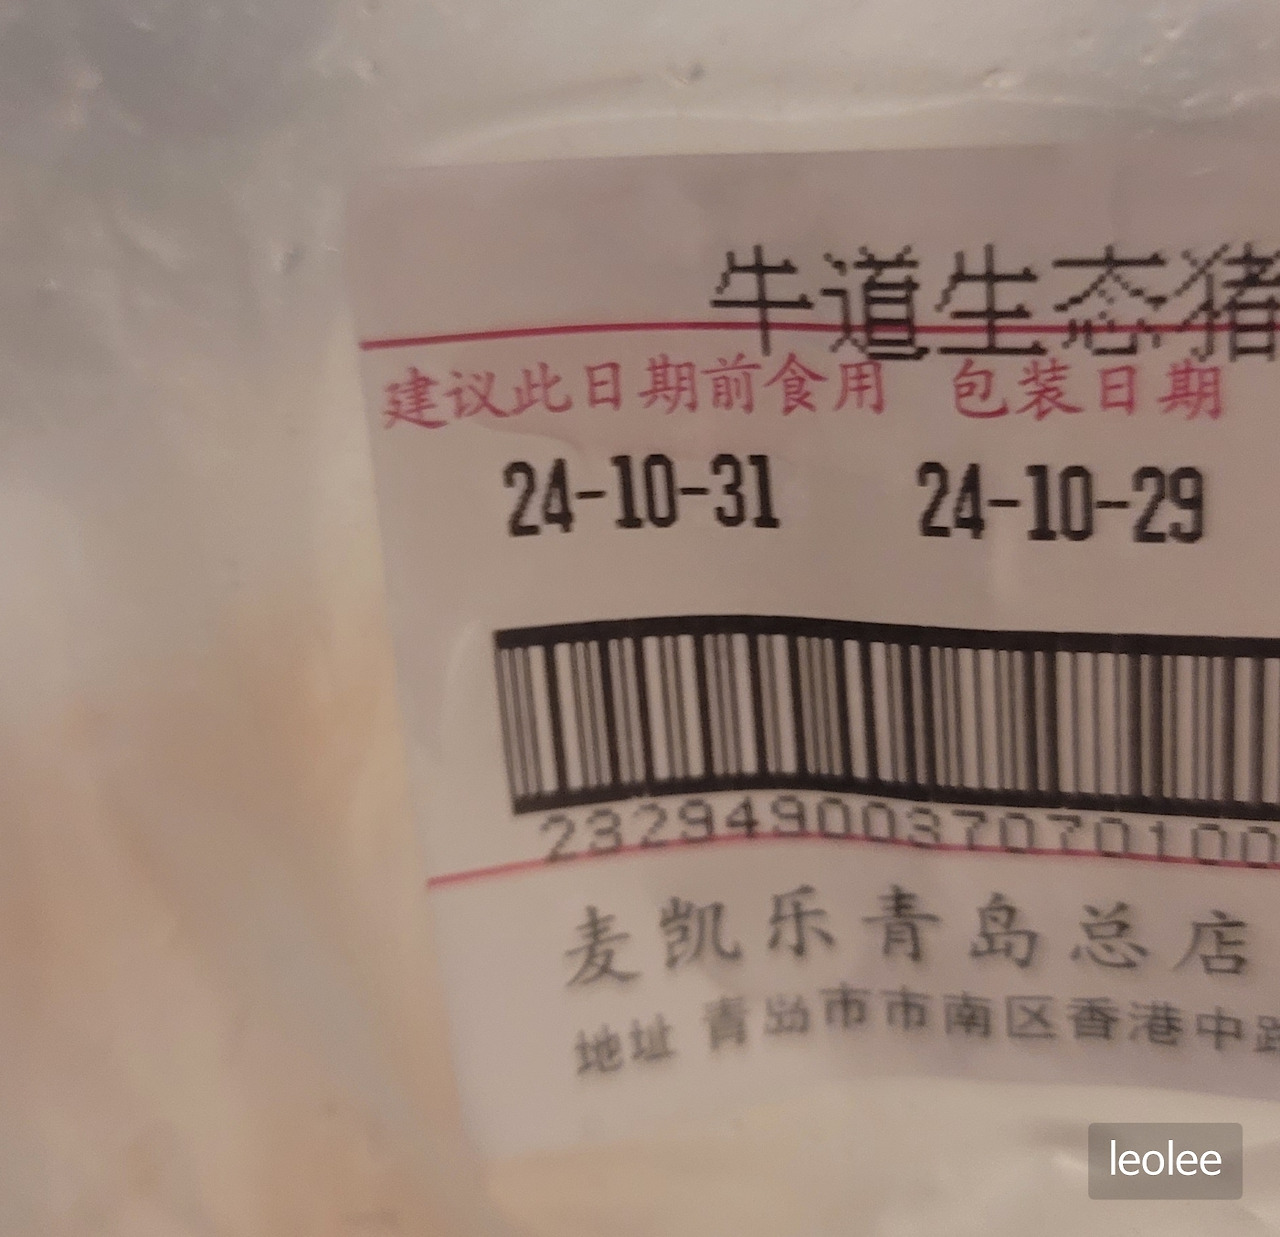 牛道生态猪
建议此日期前食用 包装日期
24-10-31 24-10-29
2329490037070100
麦凯乐青岛总店
地址 青岛市市南区香港中路
leolee